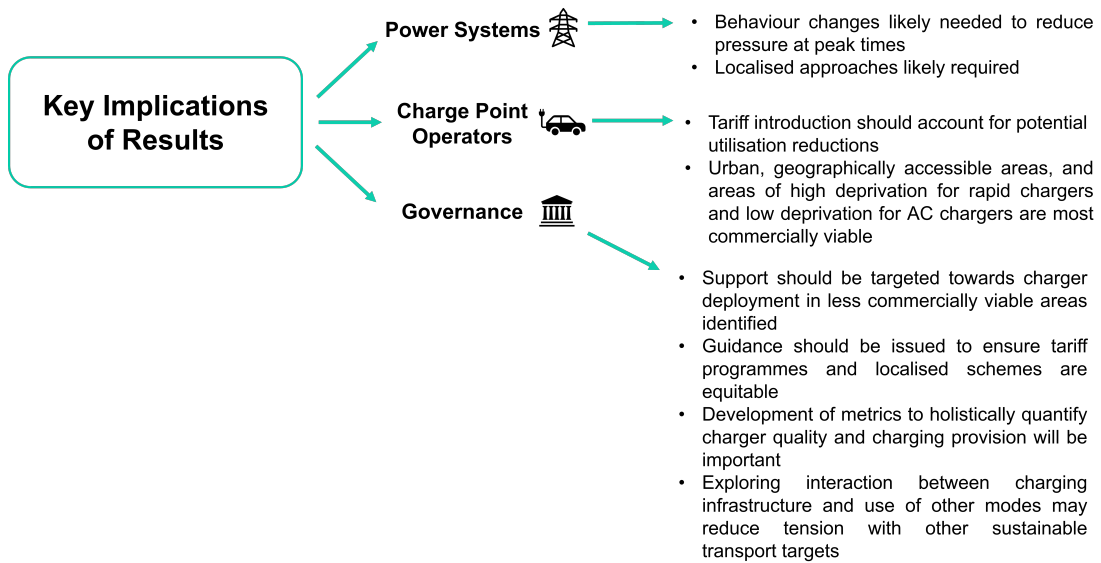 Key Implications
of Results
Power Systems
• Behaviour changes likely needed to reduce
pressure at peak times
• Localised approaches likely required
Charge Point
Operators
• Tariff introduction should account for potential
utilisation reductions
• Urban, geographically accessible areas, and
areas of high deprivation for rapid chargers
and low deprivation for AC chargers are most
commercially viable
Governance
• Support should be targeted towards charger
deployment in less commercially viable areas
identified
• Guidance should be issued to ensure tariff
programmes and localised schemes are
equitable
• Development of metrics to holistically quantify
charger quality and charging provision will be
important
• Exploring interaction between charging
infrastructure and use of other modes may
reduce tension with other sustainable
transport targets